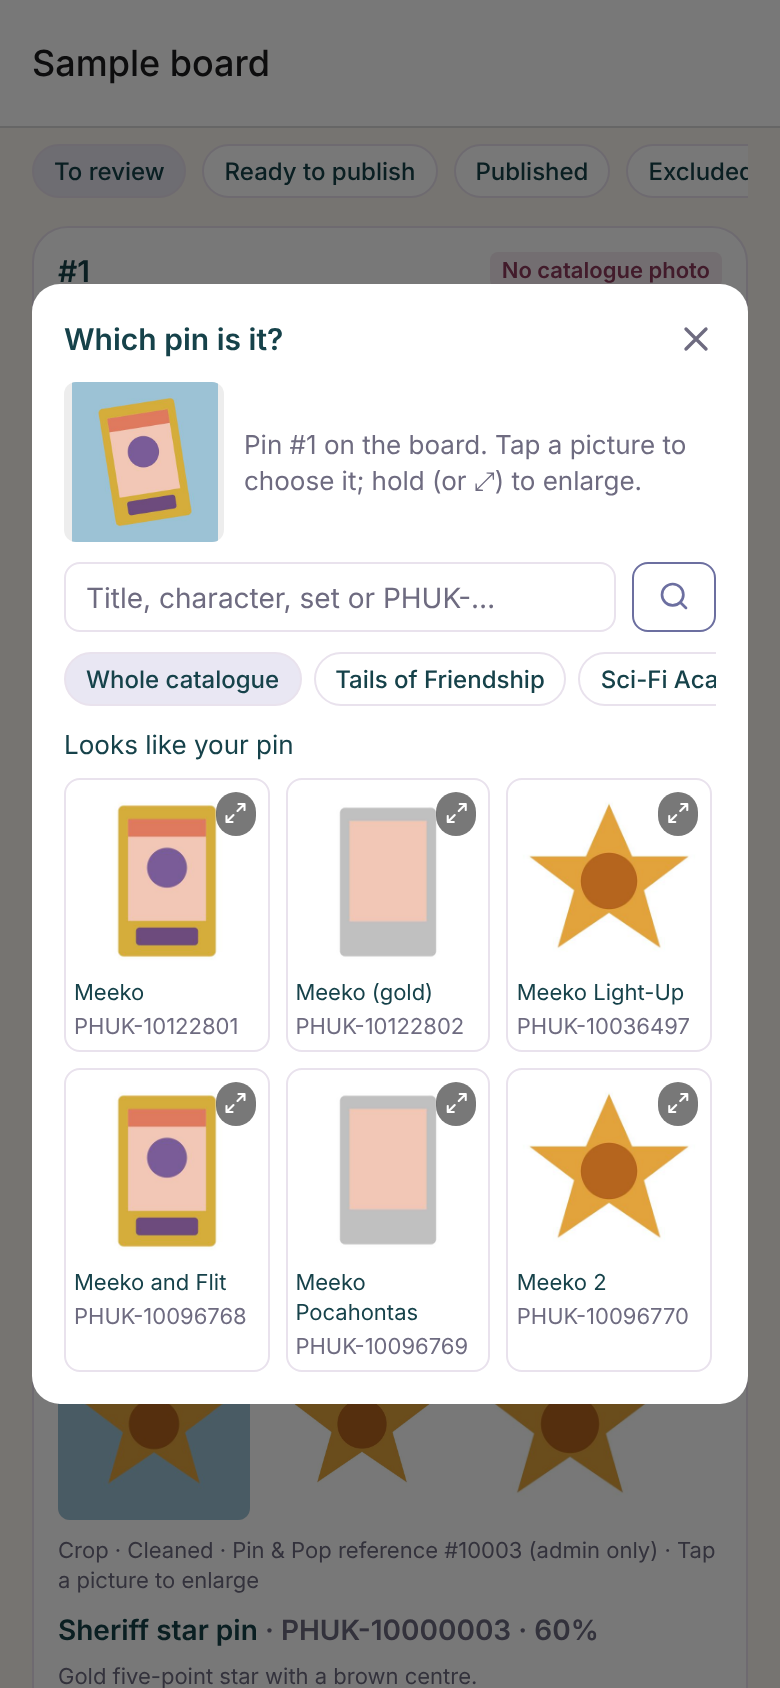 Sample board
To review
Ready to publish
Published
Excluded
#1
No catalogue photo
Which pin is it?
Pin #1 on the board. Tap a picture to
choose it; hold (or ⤢) to enlarge.
Title, character, set or PHUK-...
Whole catalogue
Tails of Friendship
Sci-Fi Aca
Looks like your pin
Meeko
PHUK-10122801
Meeko (gold)
PHUK-10122802
Meeko Light-Up
PHUK-10036497
Meeko and Flit
PHUK-10096768
Meeko
Pocahontas
PHUK-10096769
Meeko 2
PHUK-10096770
Crop · Cleaned · Pin & Pop reference #10003 (admin only) · Tap
a picture to enlarge
Sheriff star pin · PHUK-10000003 · 60%
Gold five-point star with a brown centre.